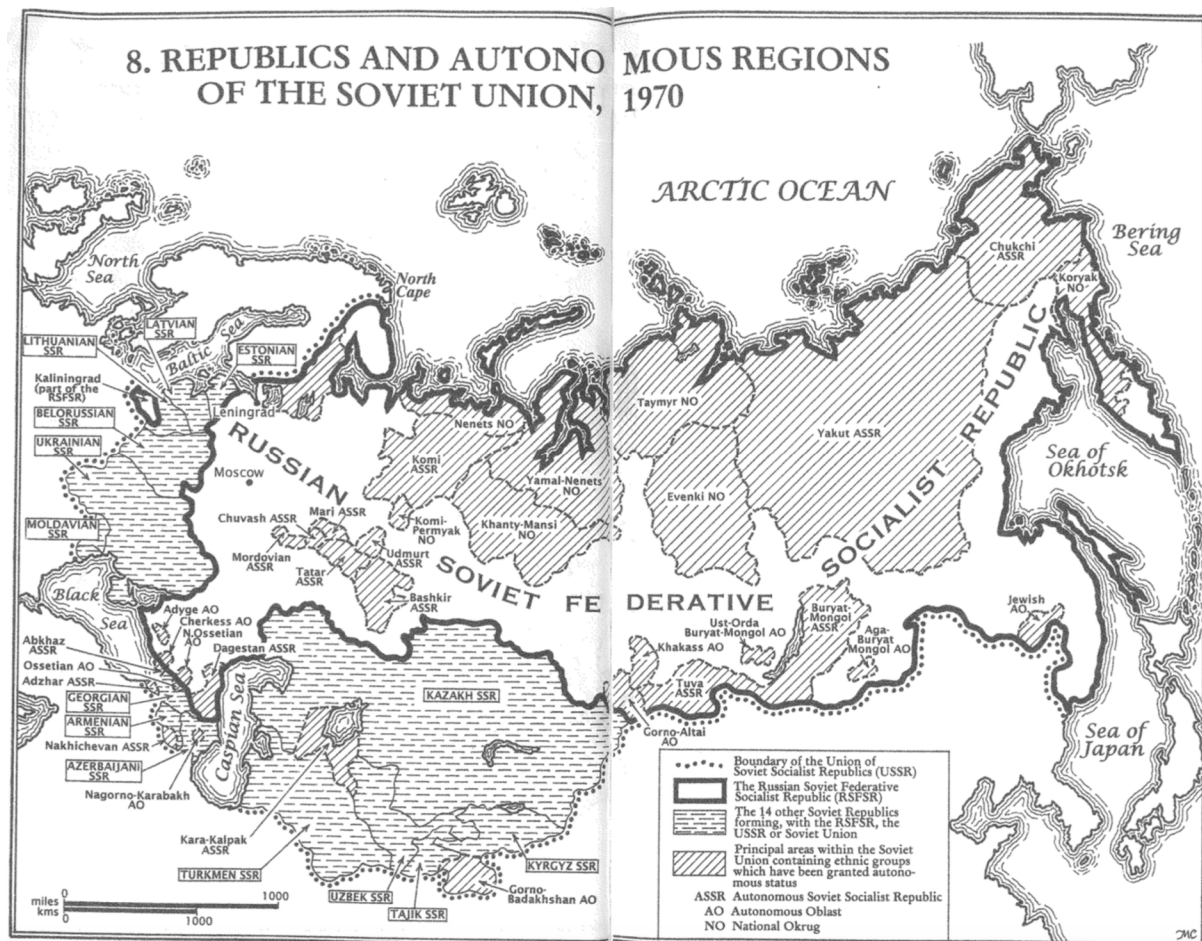 8. REPUBLICS AND AUTONOMOUS REGIONS
OF THE SOVIET UNION, 1970
ARCTIC OCEAN
Bering
Sea
North
Sea
North
Cape
Baltic Sea
Chukchi
ASSR
Koryak
NO
LATVIAN
SSR
LITHUANIAN
SSR
ESTONIAN
SSR
Kaliningrad
(part of the
RSFSR)
BELORUSSIAN
SSR
UKRAINIAN
SSR
MOLDAVIAN
SSR
Leningrad
Moscow
RUSSIAN SOVIET FEDERATIVE SOCIALIST REPUBLIC
Nenets NO
Komi
ASSR
Yamal-Nenets
NO
Taymyr NO
Yakut ASSR
Evenki NO
Khanty-Mansi
NO
Komi-
Permyak
NO
Sea of
Okhotsk
Mari ASSR
Chuvash ASSR
Mordovian
ASSR
Tatar
ASSR
Udmurt
ASSR
Bashkir
ASSR
Black
Sea
Adyge AO
Cherkess AO
N.Ossetian
AO
Dagestan ASSR
Abkhaz
ASSR
Ossetian AO
Adzhar ASSR
GEORGIAN
SSR
ARMENIAN
SSR
Nakhichevan ASSR
AZERBAIJANI
SSR
Nagorno-Karabakh
AO
Caspian Sea
KAZAKH SSR
Kara-Kalpak
ASSR
TURKMEN SSR
UZBEK SSR
TAJIK SSR
KYRGYZ SSR
Gorno-
Badakhshan AO
Ust-Orda
Buryat-Mongol AO
Khakass AO
Tuva
ASSR
Gorno-Altai
AO
Buryat-
Mongol
ASSR
Aga-
Buryat
Mongol AO
Jewish
AO
Sea of
Japan
Boundary of the Union of
Soviet Socialist Republics (USSR)
The Russian Soviet Federative
Socialist Republic (RSFSR)
The 14 other Soviet Republics
forming, with the RSFSR, the
USSR or Soviet Union
Principal areas within the Soviet
Union containing ethnic groups
which have been granted autono-
mous status
ASSR Autonomous Soviet Socialist Republic
AO Autonomous Oblast
NO National Okrug
miles 0 1000
kms 0 1000
MC